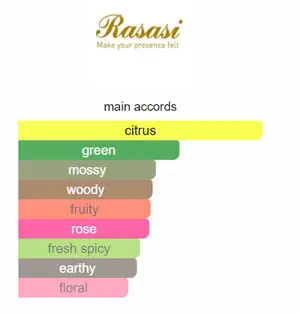 Rasasi
Make your presence felt
main accords
citrus
green
mossy
woody
fruity
rose
fresh spicy
earthy
floral